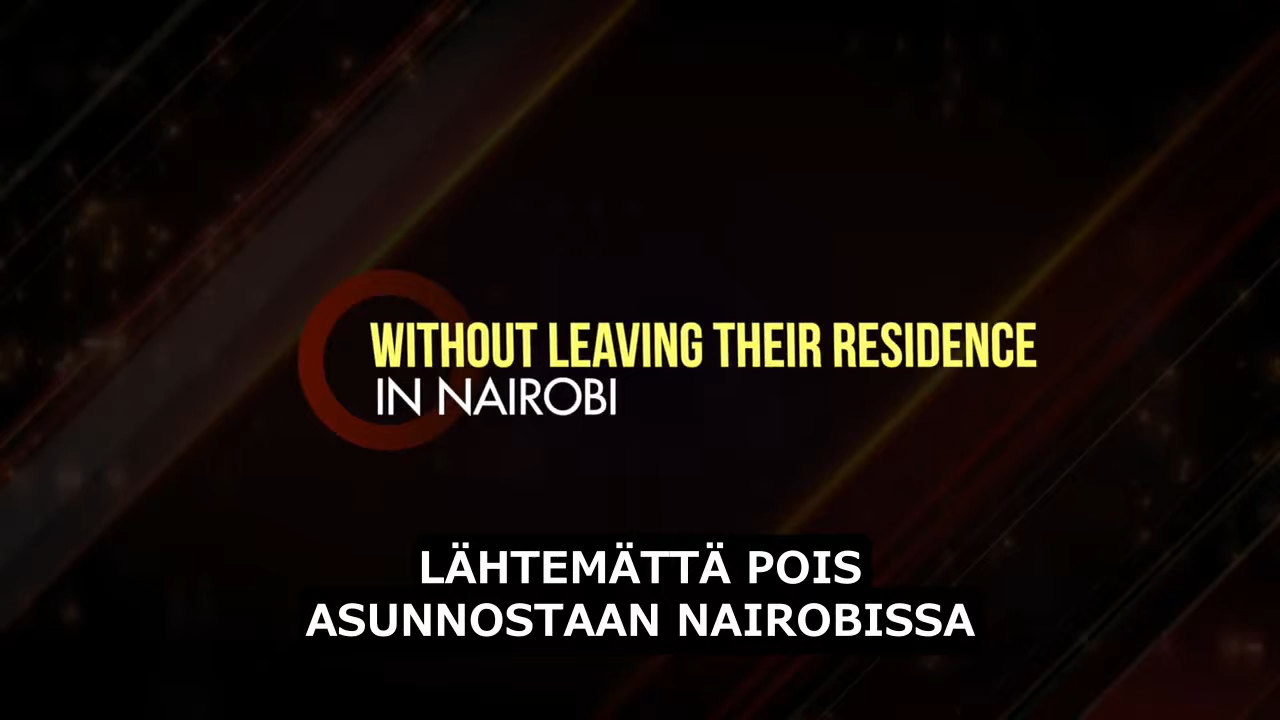 WITHOUT LEAVING THEIR RESIDENCE
IN NAIROBI
LÄHTEMÄTTÄ POIS
ASUNNOSTAAN NAIROBISSA